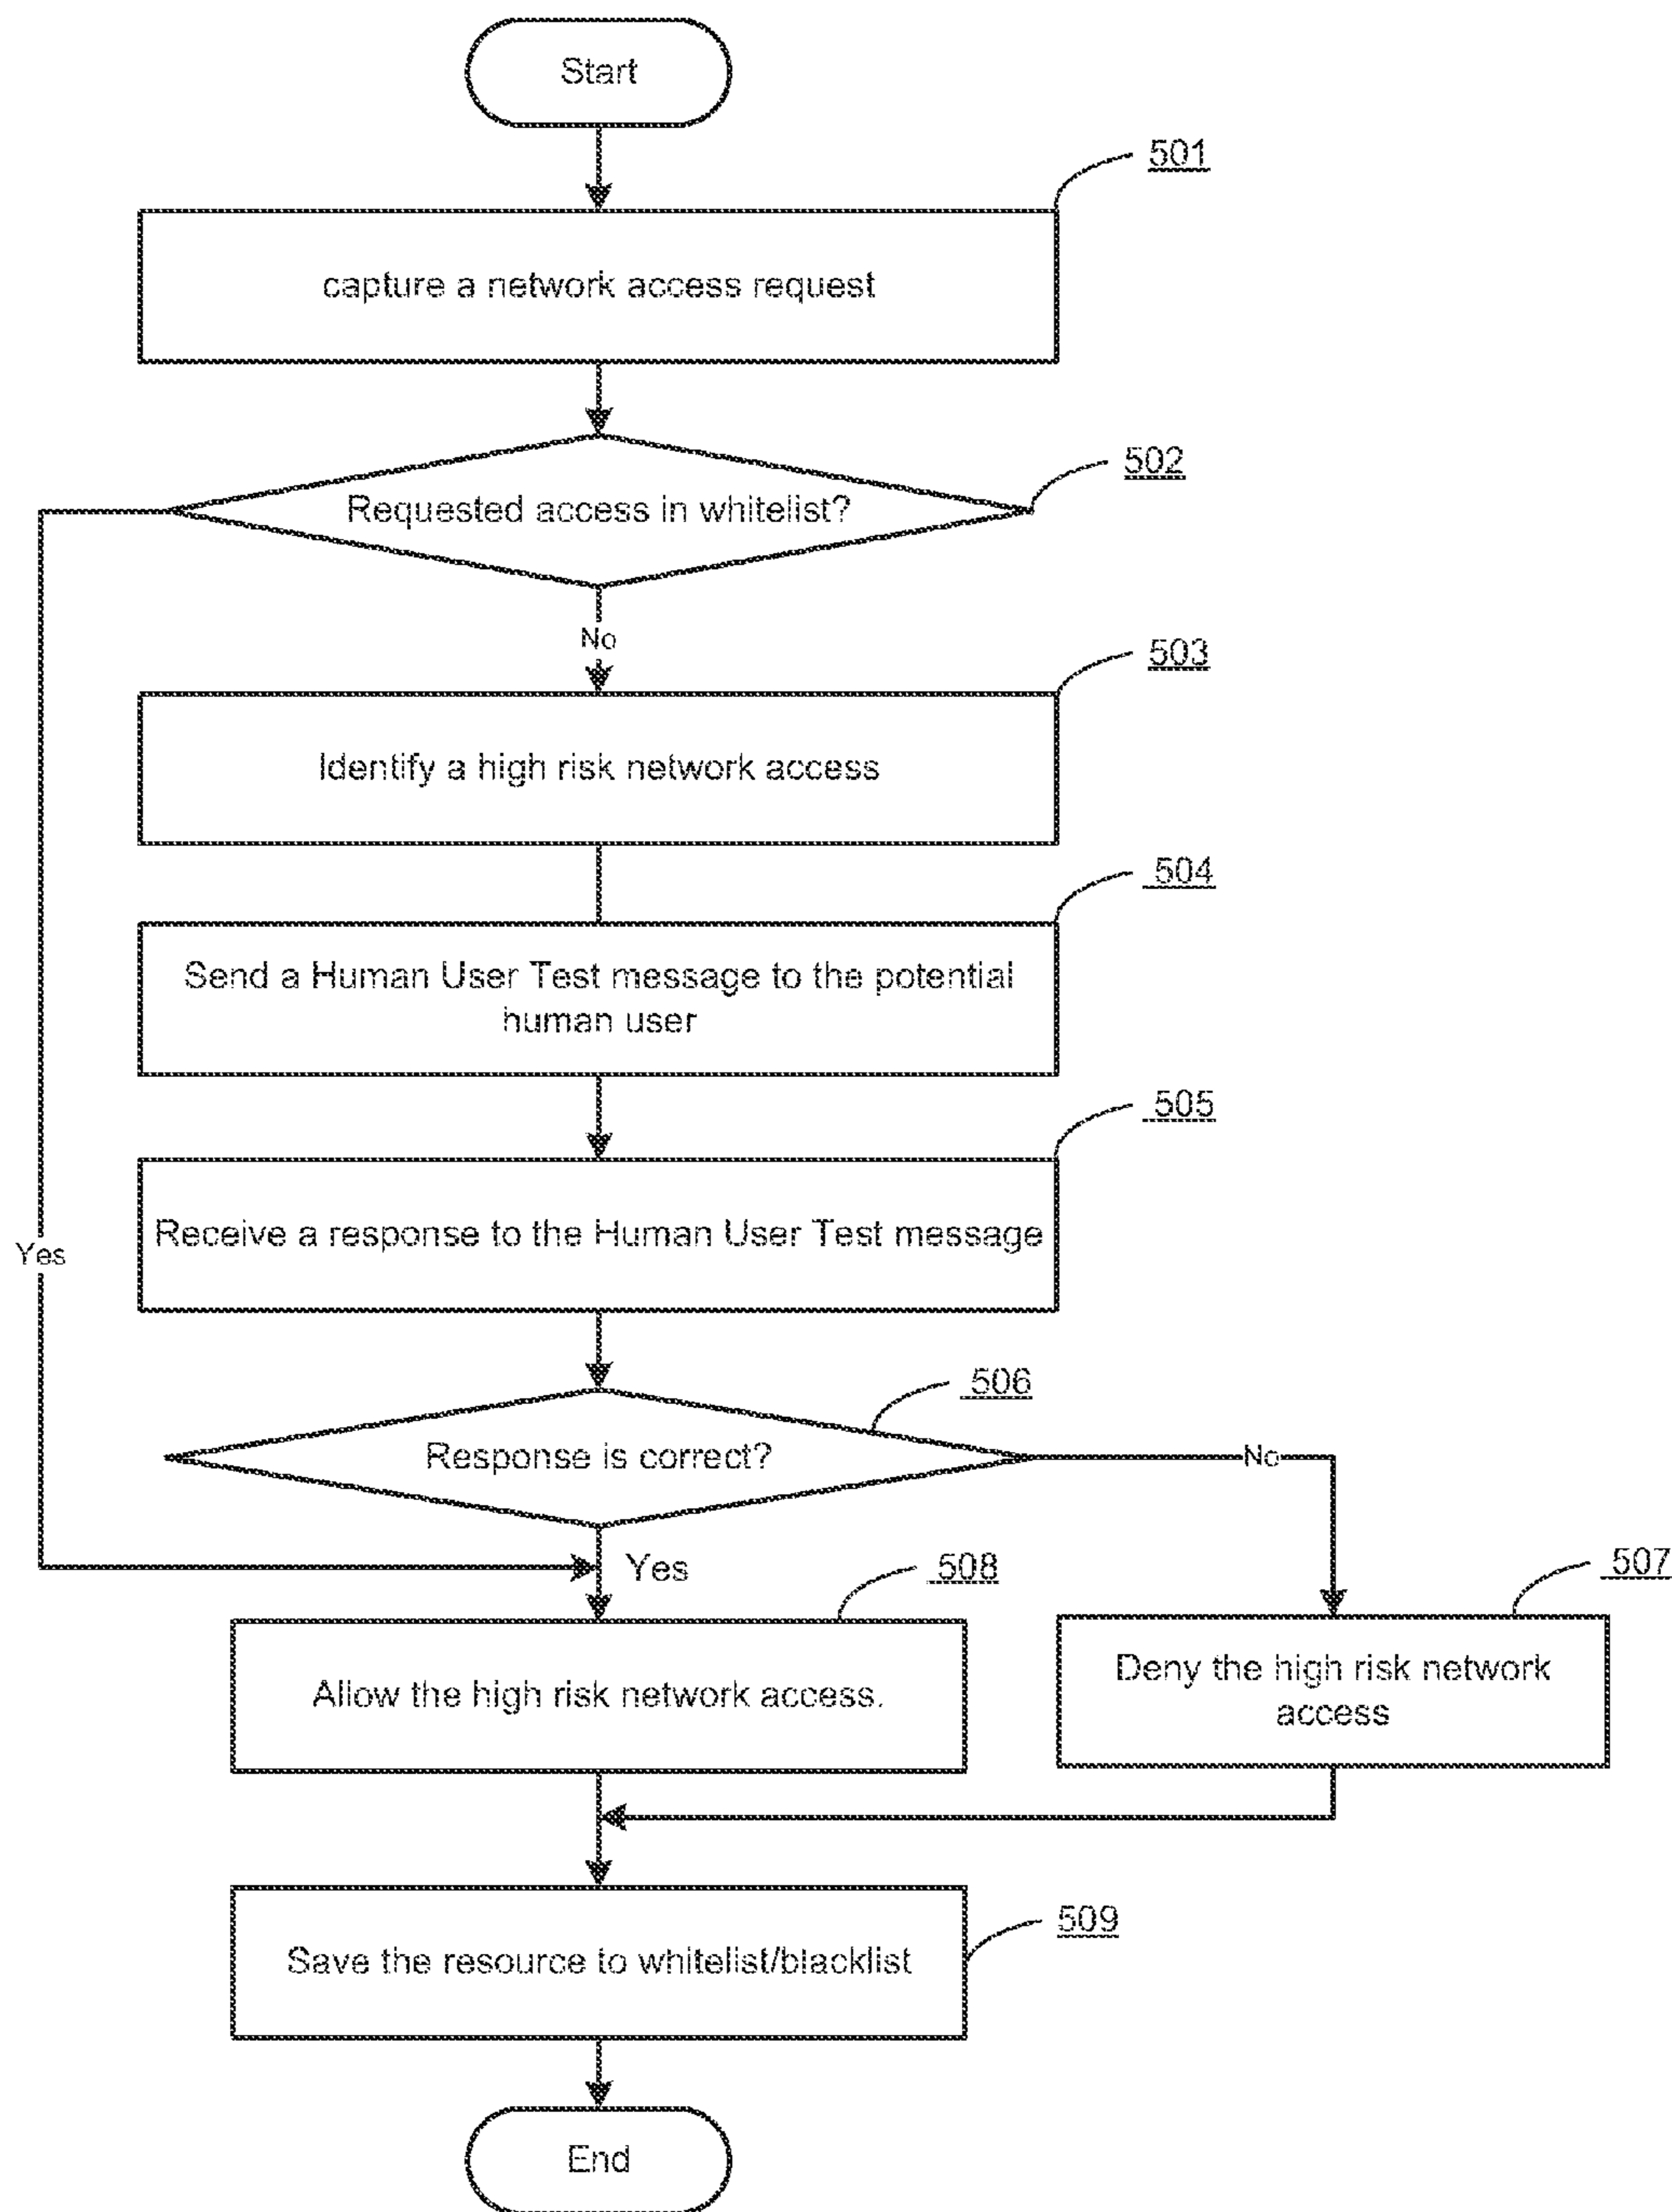 Start
501
capture a network access request
502
Requested access in whitelist?
No
503
Identify a high risk network access
504
Send a Human User Test message to the potential
human user
505
Receive a response to the Human User Test message
Yes
506
Response is correct?
No
Yes
508
507
Allow the high risk network access.
Deny the high risk network
access
509
Save the resource to whitelist/blacklist
End